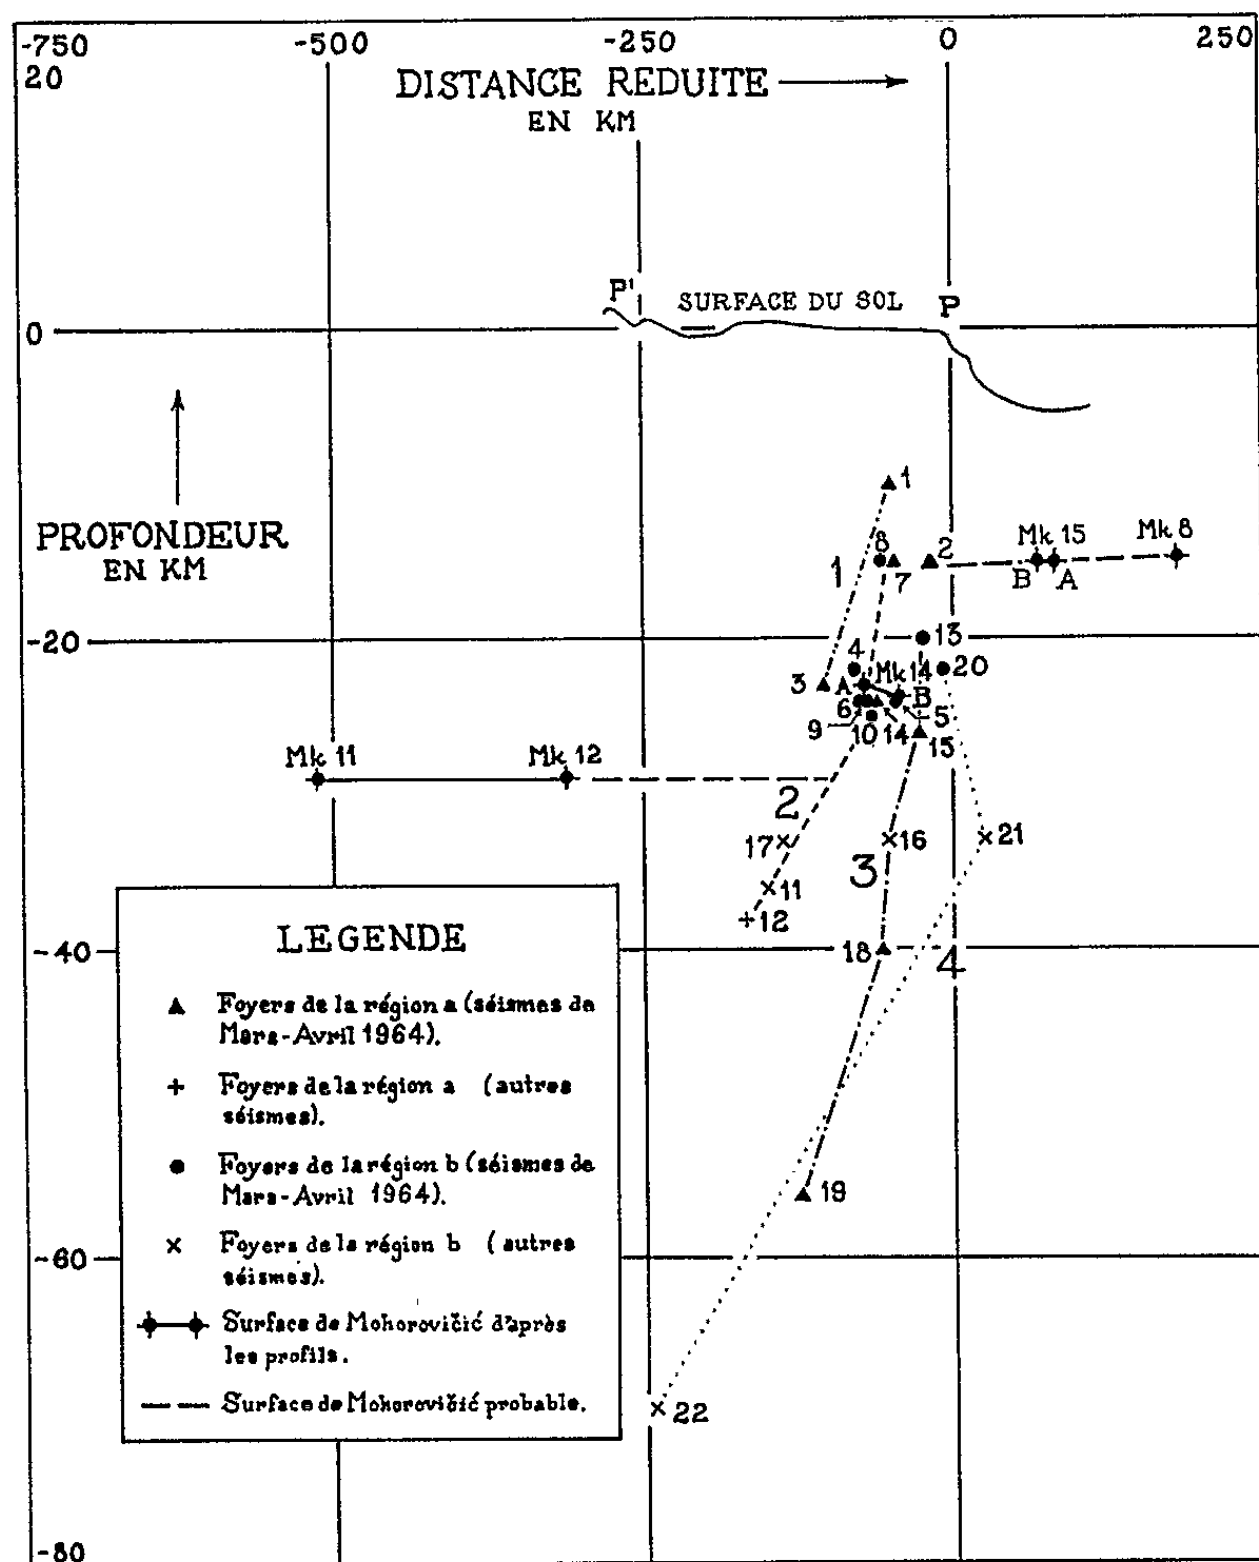 -750 -500 -250 0 250
20
DISTANCE REDUITE
EN KM
P' SURFACE DU SOL P
0
1
PROFONDEUR
EN KM
Mk 15 Mk 8
8 2
1 7 B A
-20
13
4 Mk 14 20
3 A B
6 5
9 10 14 15
Mk 11 Mk 12
2
17 16 21
3
11
12
-40 18 4
LEGENDE
Foyers de la région a (séismes de
Mars-Avril 1964).
Foyers de la région a (autres
séismes).
Foyers de la région b (séismes de
Mars-Avril 1964).
19
Foyers de la région b (autres
séismes).
-60
Surface de Mohorovičić d'après
les profils.
Surface de Mohorovičić probable.
22
-80